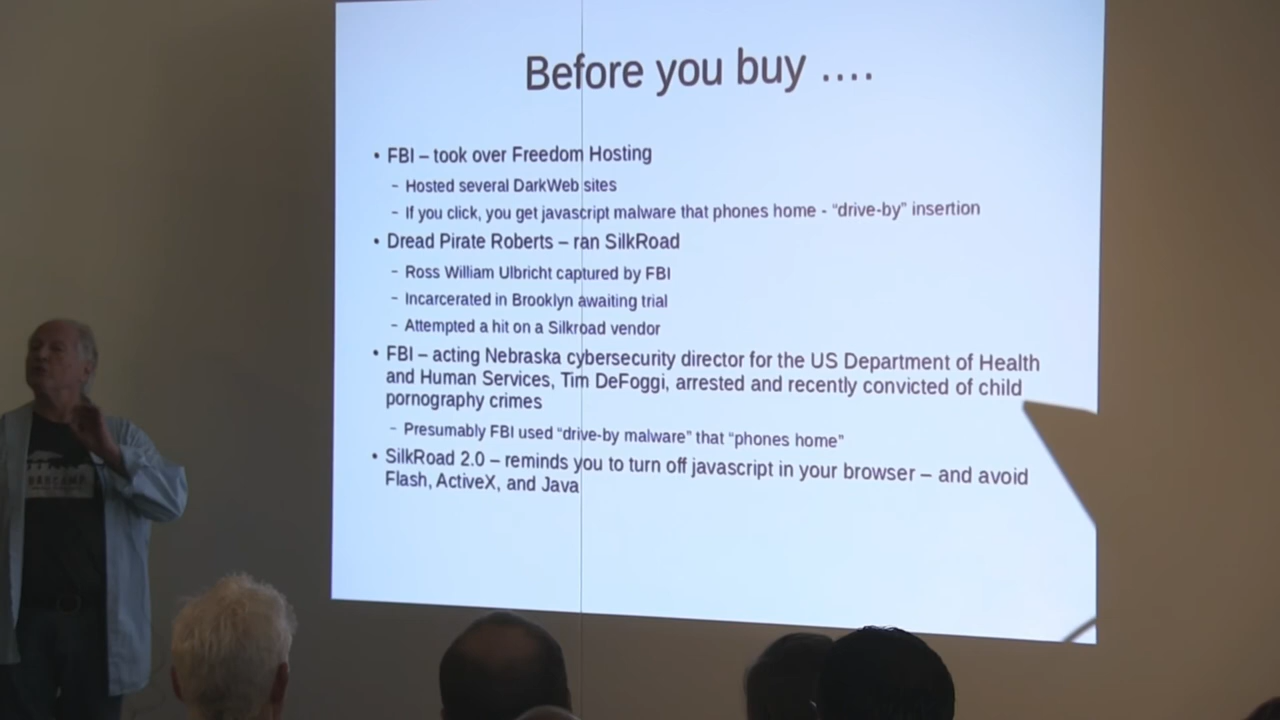 Before you buy ....
• FBI – took over Freedom Hosting
– Hosted several DarkWeb sites
– If you click, you get javascript malware that phones home - “drive-by” insertion
• Dread Pirate Roberts – ran SilkRoad
– Ross William Ulbricht captured by FBI
– Incarcerated in Brooklyn awaiting trial
– Attempted a hit on a Silkroad vendor
• FBI – acting Nebraska cybersecurity director for the US Department of Health
and Human Services, Tim DeFoggi, arrested and recently convicted of child
pornography crimes
– Presumably FBI used “drive-by malware” that “phones home”
• SilkRoad 2.0 – reminds you to turn off javascript in your browser – and avoid
Flash, ActiveX, and Java